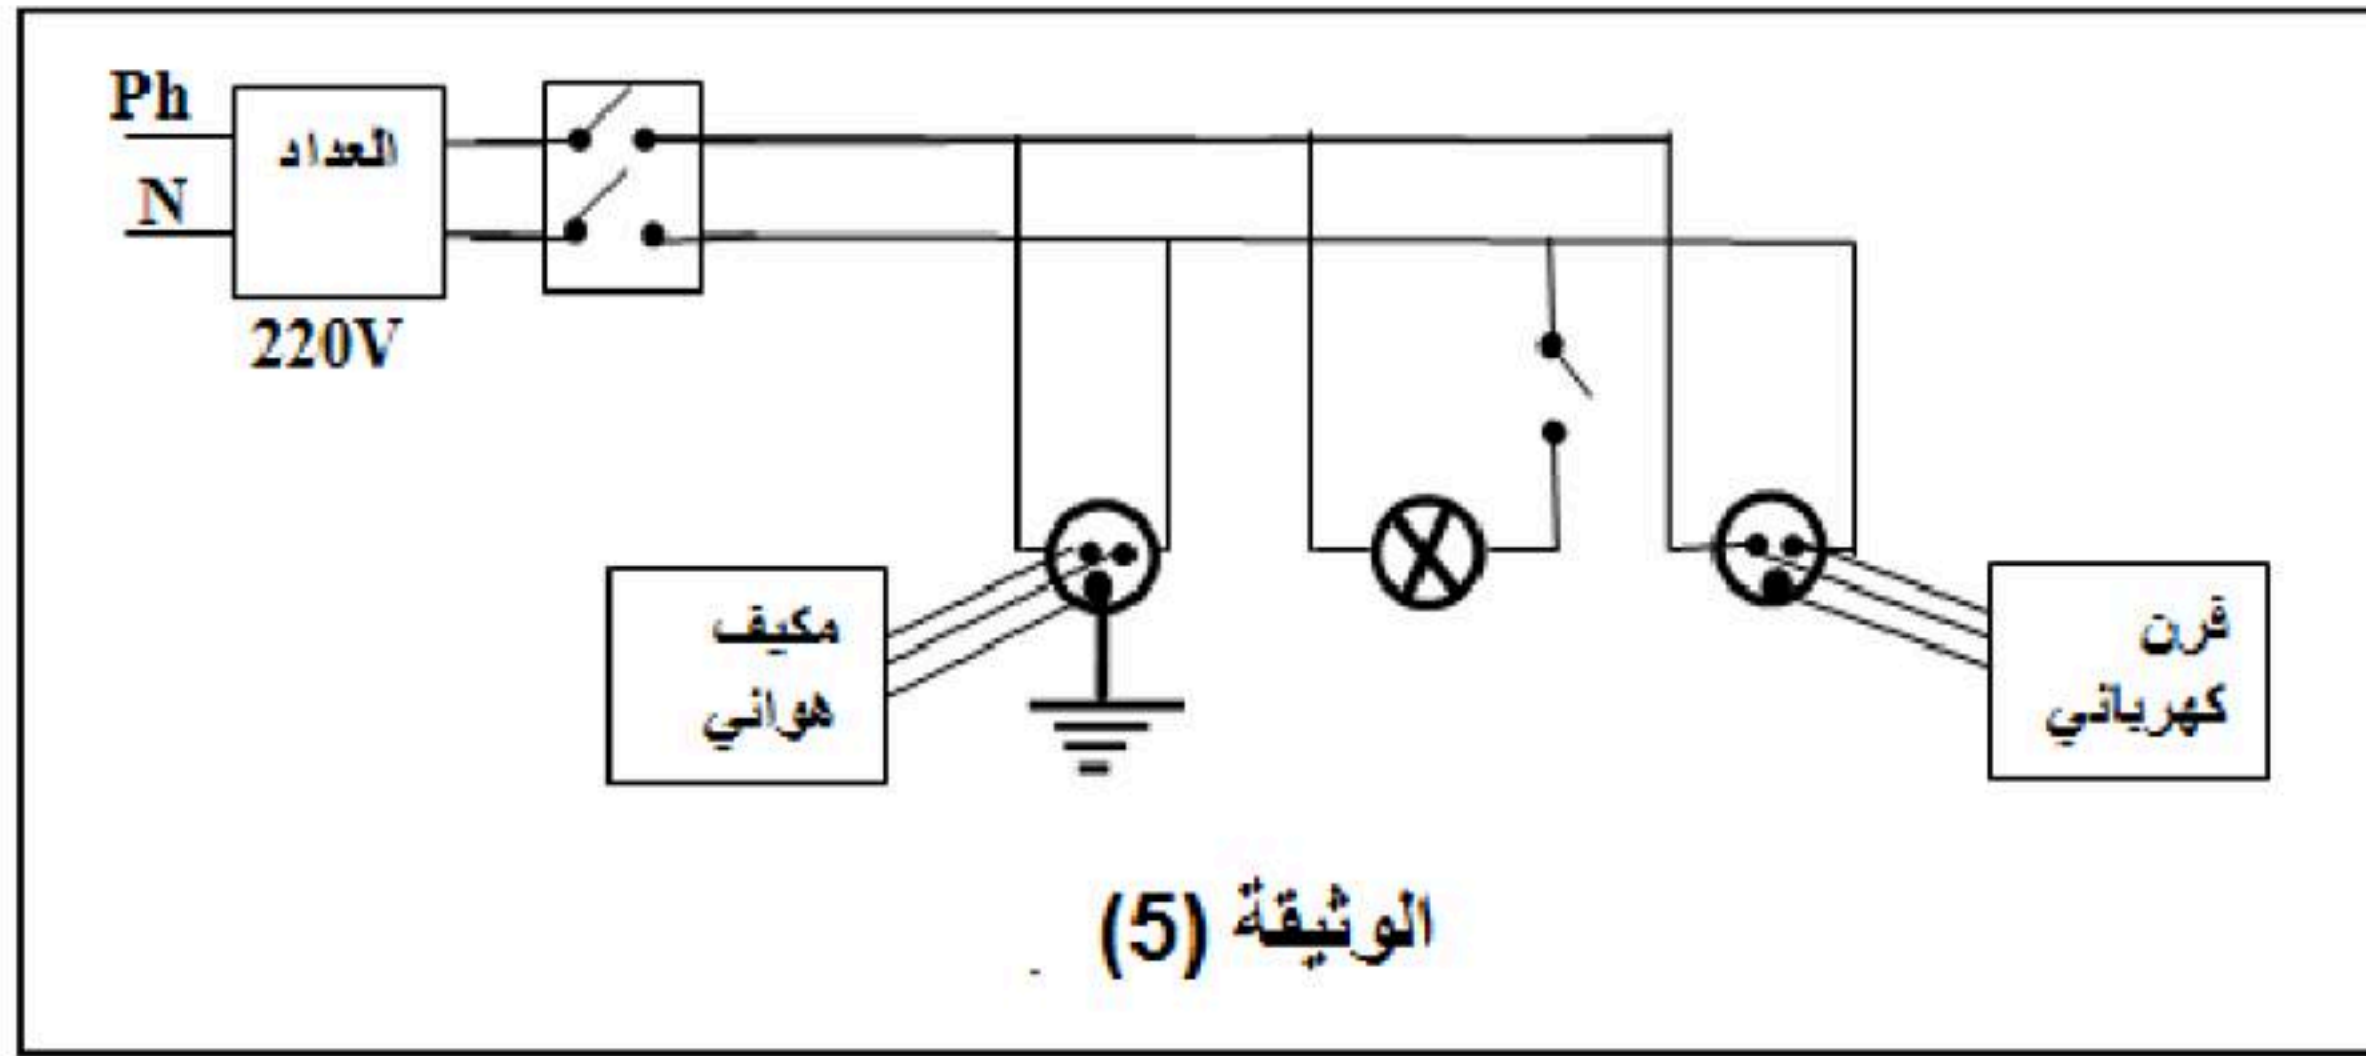 Ph
العداد
N
220V
مكيف
هوائي
فرن
كهربائي
الوثيقة (5)